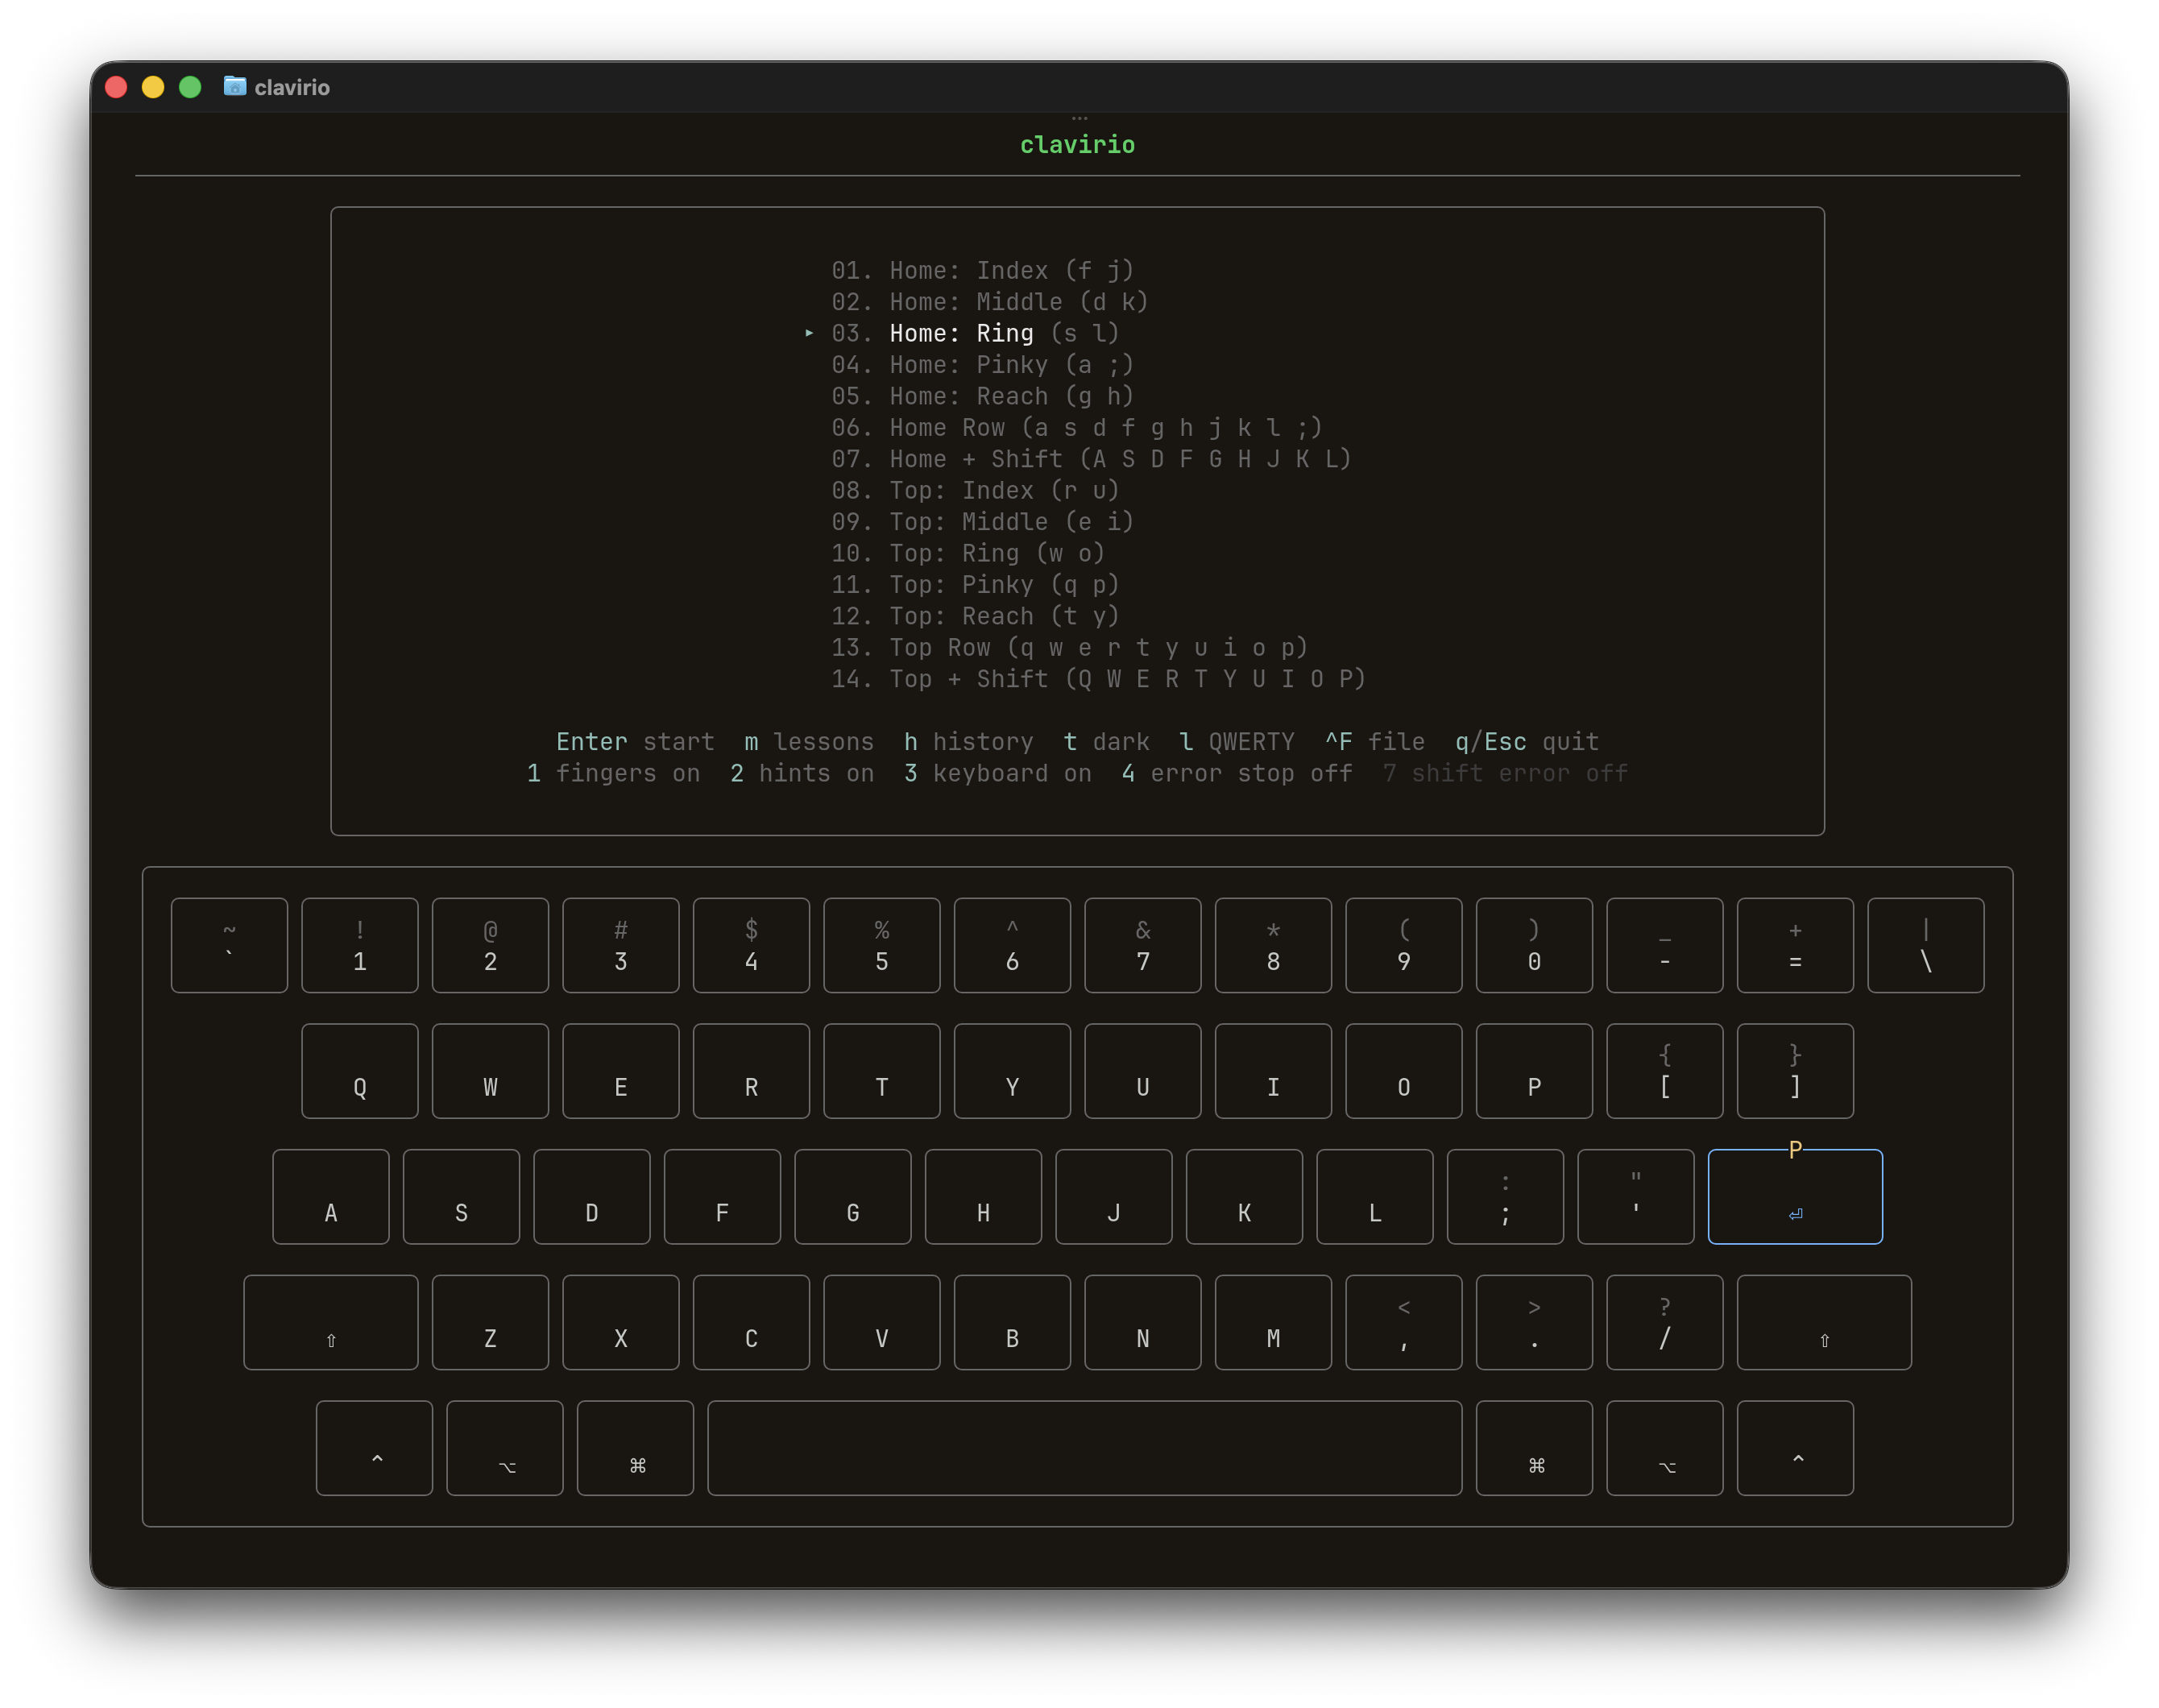 clavirio
...
clavirio
01. Home: Index (f j)
02. Home: Middle (d k)
▸ 03. Home: Ring (s l)
04. Home: Pinky (a ;)
05. Home: Reach (g h)
06. Home Row (a s d f g h j k l ;)
07. Home + Shift (A S D F G H J K L)
08. Top: Index (r u)
09. Top: Middle (e i)
10. Top: Ring (w o)
11. Top: Pinky (q p)
12. Top: Reach (t y)
13. Top Row (q w e r t y u i o p)
14. Top + Shift (Q W E R T Y U I O P)
Enter start  m lessons  h history  t dark  l QWERTY  ^F file  q/Esc quit
1 fingers on  2 hints on  3 keyboard on  4 error stop off  7 shift error off
~ ! @ # $ % ^ & * ( ) _ + |
` 1 2 3 4 5 6 7 8 9 0 - = \
{ }
Q W E R T Y U I O P [ ]
P
: "
A S D F G H J K L ; ' ⏎
< > ?
⇧ Z X C V B N M , . / ⇧
⌃ ⌥ ⌘ ⌘ ⌥ ⌃